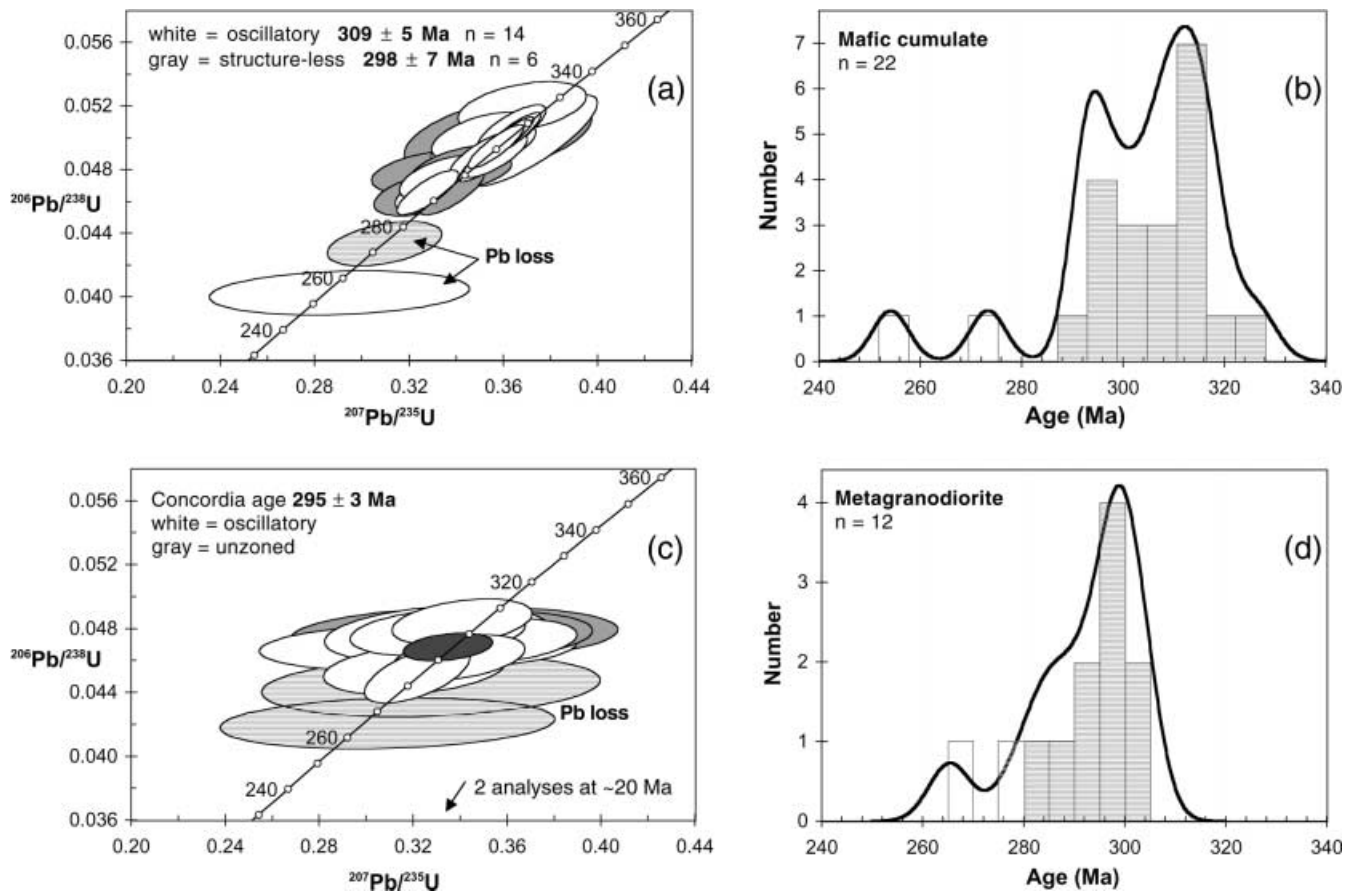 white = oscillatory 309 ± 5 Ma n = 14
gray = structure-less 298 ± 7 Ma n = 6
(a)
0.056
0.052
0.048
0.044
0.040
0.036
206Pb/238U
360
340
280
260
240
Pb loss
0.20 0.24 0.28 0.32 0.36 0.40 0.44
207Pb/235U
Mafic cumulate
n = 22
(b)
7
6
5
4
3
2
1
0
Number
240 260 280 300 320 340
Age (Ma)
Concordia age 295 ± 3 Ma
white = oscillatory
gray = unzoned
(c)
0.056
0.052
0.048
0.044
0.040
0.036
206Pb/238U
360
340
320
260
240
Pb loss
2 analyses at ~20 Ma
0.20 0.24 0.28 0.32 0.36 0.40 0.44
207Pb/235U
Metagranodiorite
n = 12
(d)
4
3
2
1
0
Number
240 260 280 300 320 340
Age (Ma)